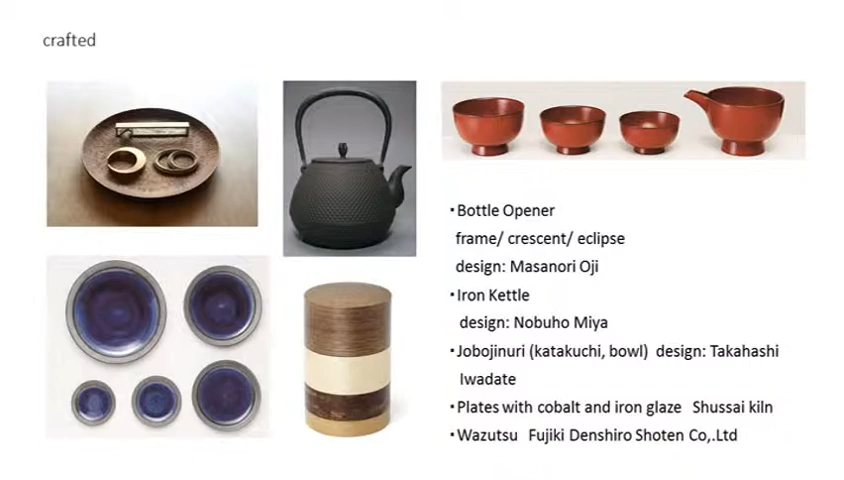 crafted
・Bottle Opener
frame/ crescent/ eclipse
design: Masanori Oji
・Iron Kettle
design: Nobuho Miya
・Jobojinuri (katakuchi, bowl) design: Takahashi
Iwadate
・Plates with cobalt and iron glaze Shussai kiln
・Wazutsu Fujiki Denshiro Shoten Co,.Ltd